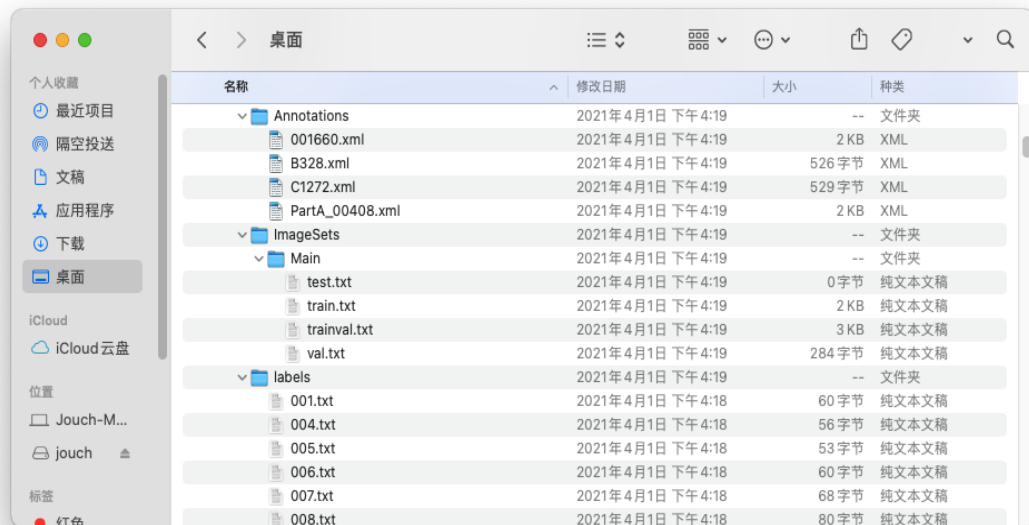 桌面
个人收藏
最近项目
隔空投送
文稿
应用程序
下载
桌面
iCloud
iCloud云盘
位置
Jouch-M...
jouch
标签
红色
名称 修改日期 大小 种类
Annotations 2021年4月1日 下午4:19 -- 文件夹
001660.xml 2021年4月1日 下午4:19 2 KB XML
B328.xml 2021年4月1日 下午4:19 526字节 XML
C1272.xml 2021年4月1日 下午4:19 529字节 XML
PartA_00408.xml 2021年4月1日 下午4:19 2 KB XML
ImageSets 2021年4月1日 下午4:19 -- 文件夹
Main 2021年4月1日 下午4:19 -- 文件夹
test.txt 2021年4月1日 下午4:19 0字节 纯文本文稿
train.txt 2021年4月1日 下午4:19 2 KB 纯文本文稿
trainval.txt 2021年4月1日 下午4:19 3 KB 纯文本文稿
val.txt 2021年4月1日 下午4:19 284字节 纯文本文稿
labels 2021年4月1日 下午4:19 -- 文件夹
001.txt 2021年4月1日 下午4:18 60字节 纯文本文稿
004.txt 2021年4月1日 下午4:18 56字节 纯文本文稿
005.txt 2021年4月1日 下午4:18 53字节 纯文本文稿
006.txt 2021年4月1日 下午4:18 60字节 纯文本文稿
007.txt 2021年4月1日 下午4:18 68字节 纯文本文稿
008.txt 2021年4月1日 下午4:18 80字节 纯文本文稿